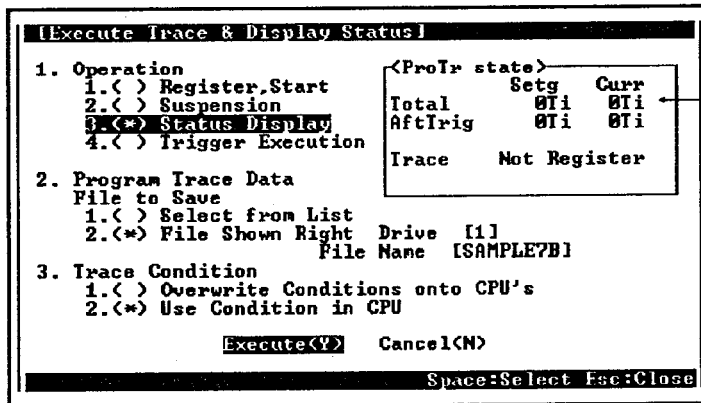 [Execute Trace & Display Status]
1. Operation
1.( ) Register,Start
2.( ) Suspension
3.(*) Status Display
4.( ) Trigger Execution
<ProTr state>
Setg Curr
Total 0Ti 0Ti
AftTrig 0Ti 0Ti
Trace Not Register
2. Program Trace Data
File to Save
1.( ) Select from List
2.(*) File Shown Right Drive [1]
File Name [SAMPLE7B]
3. Trace Condition
1.( ) Overwrite Conditions onto CPU's
2.(*) Use Condition in CPU
Execute(Y) Cancel(N)
Space:Select Esc:Close